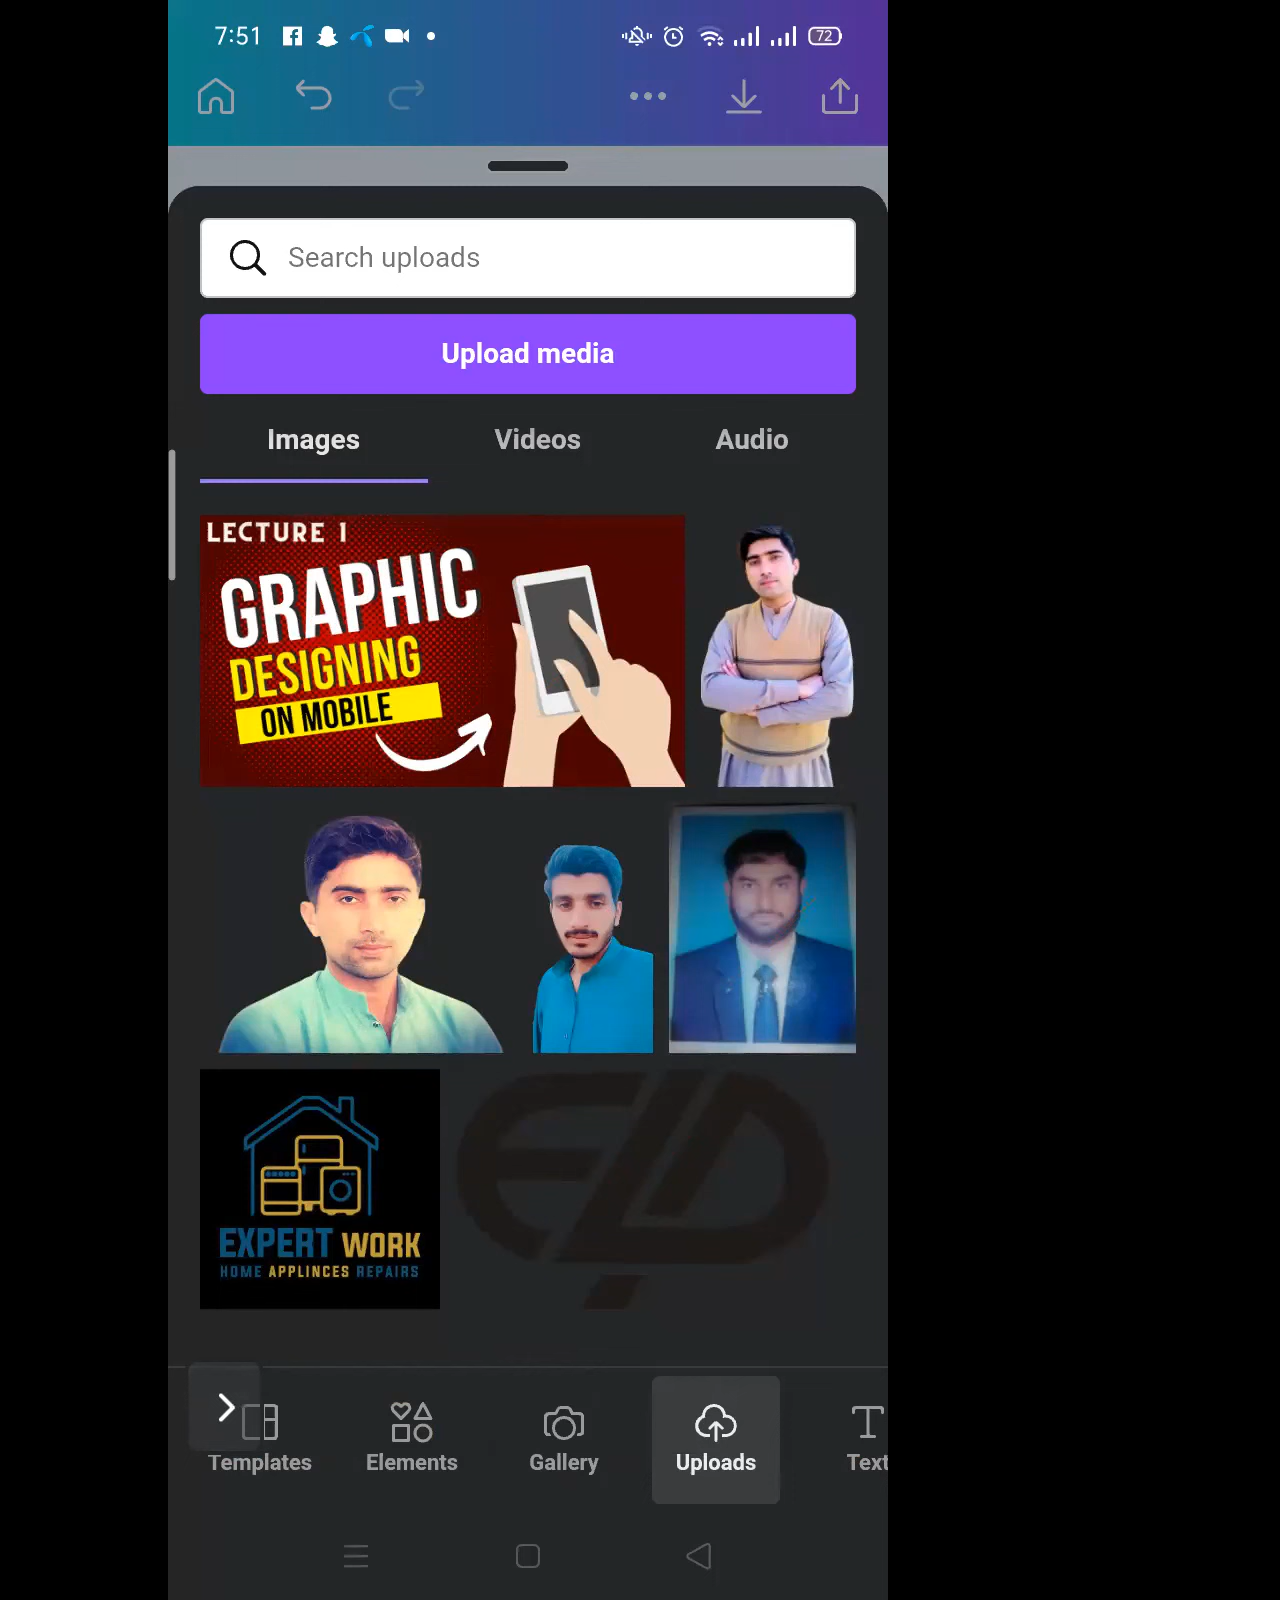 7:51
72
Search uploads
Upload media
Images
Videos
Audio
LECTURE 1
GRAPHIC
DESIGNING
ON MOBILE
EXPERT WORK
HOME APPLINCES REPAIRS
Templates
Elements
Gallery
Uploads
Text